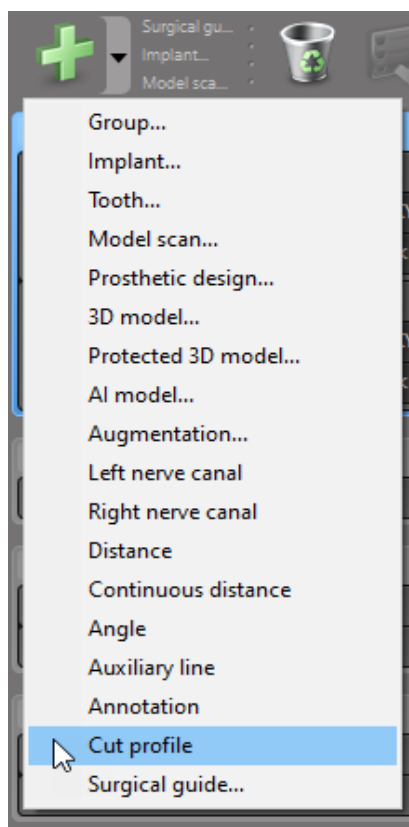 Surgical gu...
Implant...
Model sca...
Group...
Implant...
Tooth...
Model scan...
Prosthetic design...
3D model...
Protected 3D model...
AI model...
Augmentation...
Left nerve canal
Right nerve canal
Distance
Continuous distance
Angle
Auxiliary line
Annotation
Cut profile
Surgical guide...